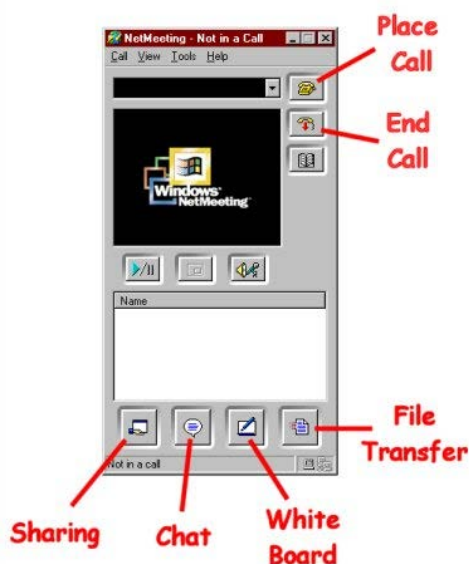 NetMeeting - Not in a Call
Place
Call
Call View Tools Help
End
Call
Windows
NetMeeting
Name
File
Transfer
Not in a call
Sharing
Chat
White
Board